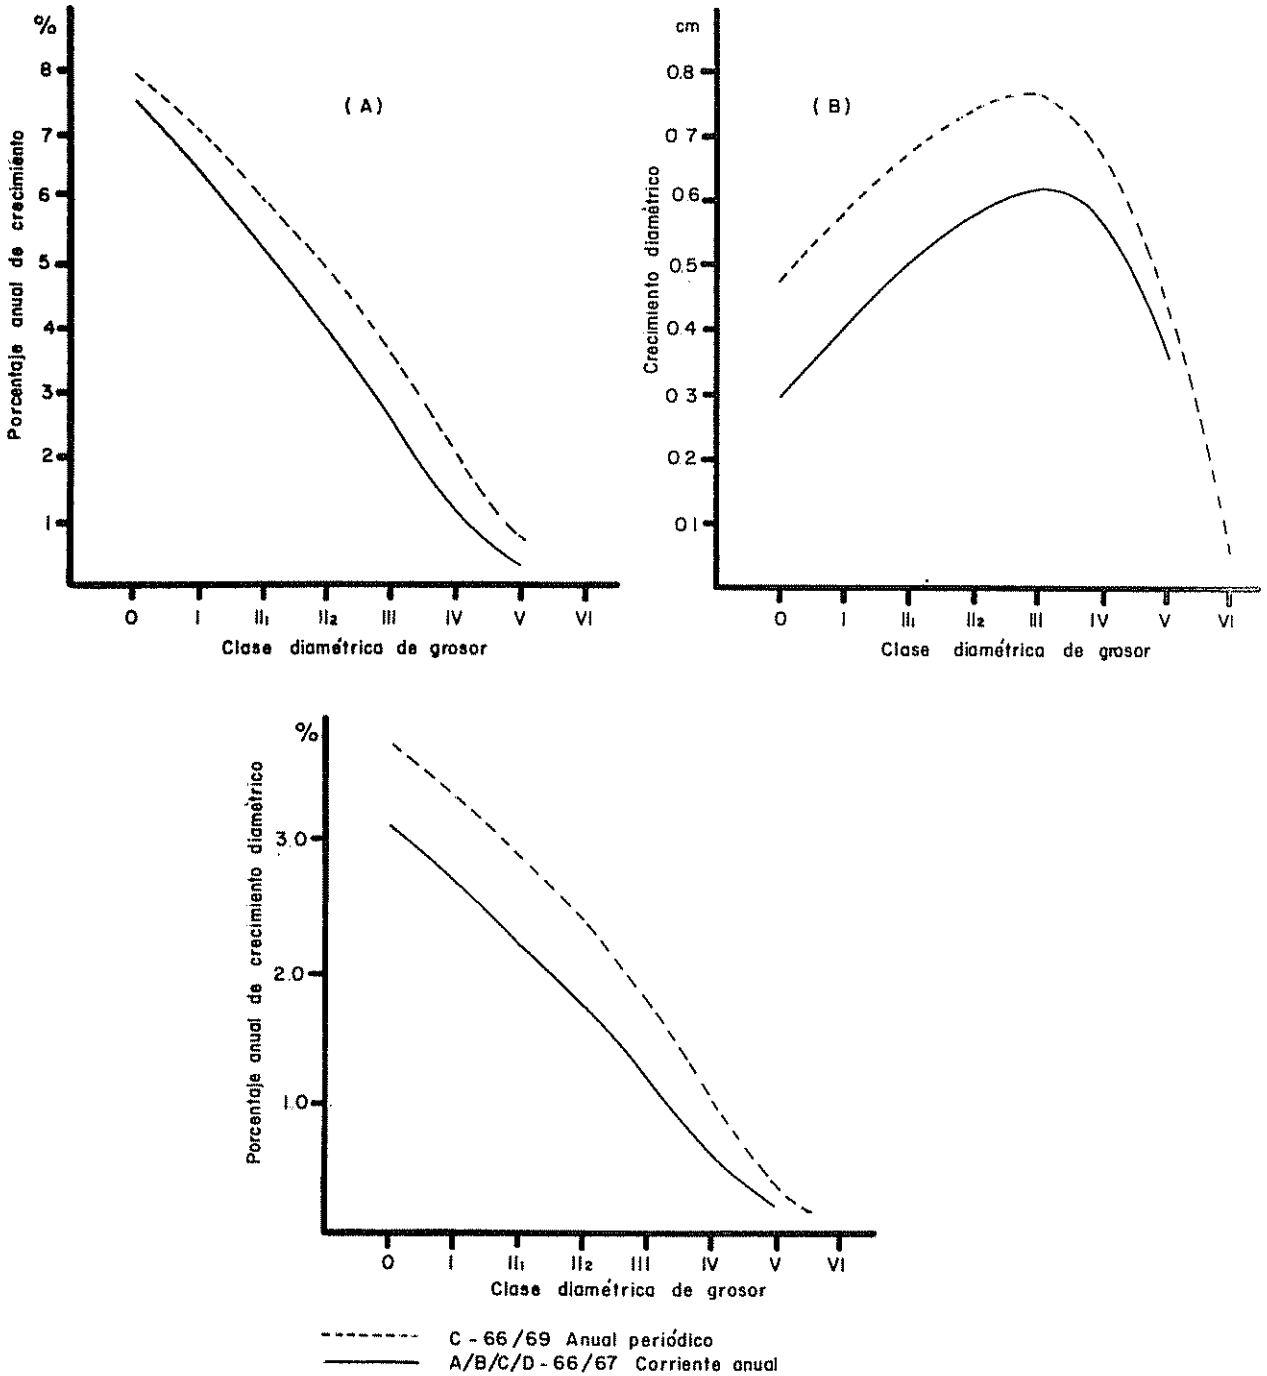 %
( A )
8
7
6
5
4
3
2
1
Porcentaje anual de crecimiénto
O I II₁ II₂ III IV V VI
Clase diamétrica de grosor
cm
( B )
0.8
0 7
0.6
0.5
0.4
0 3
0.2
0 1
Crecimiento diamètrico
O I II₁ II₂ III IV V VI
Clase diamétrica de grosor
%
3.0
2.0
1.0
Porcentaje anual de crecimiento diamètrico
O I II₁ II₂ III IV V VI
Clase diamétrica de grosor
C - 66/69 Anual periódico
A/B/C/D - 66/67 Corriente anual